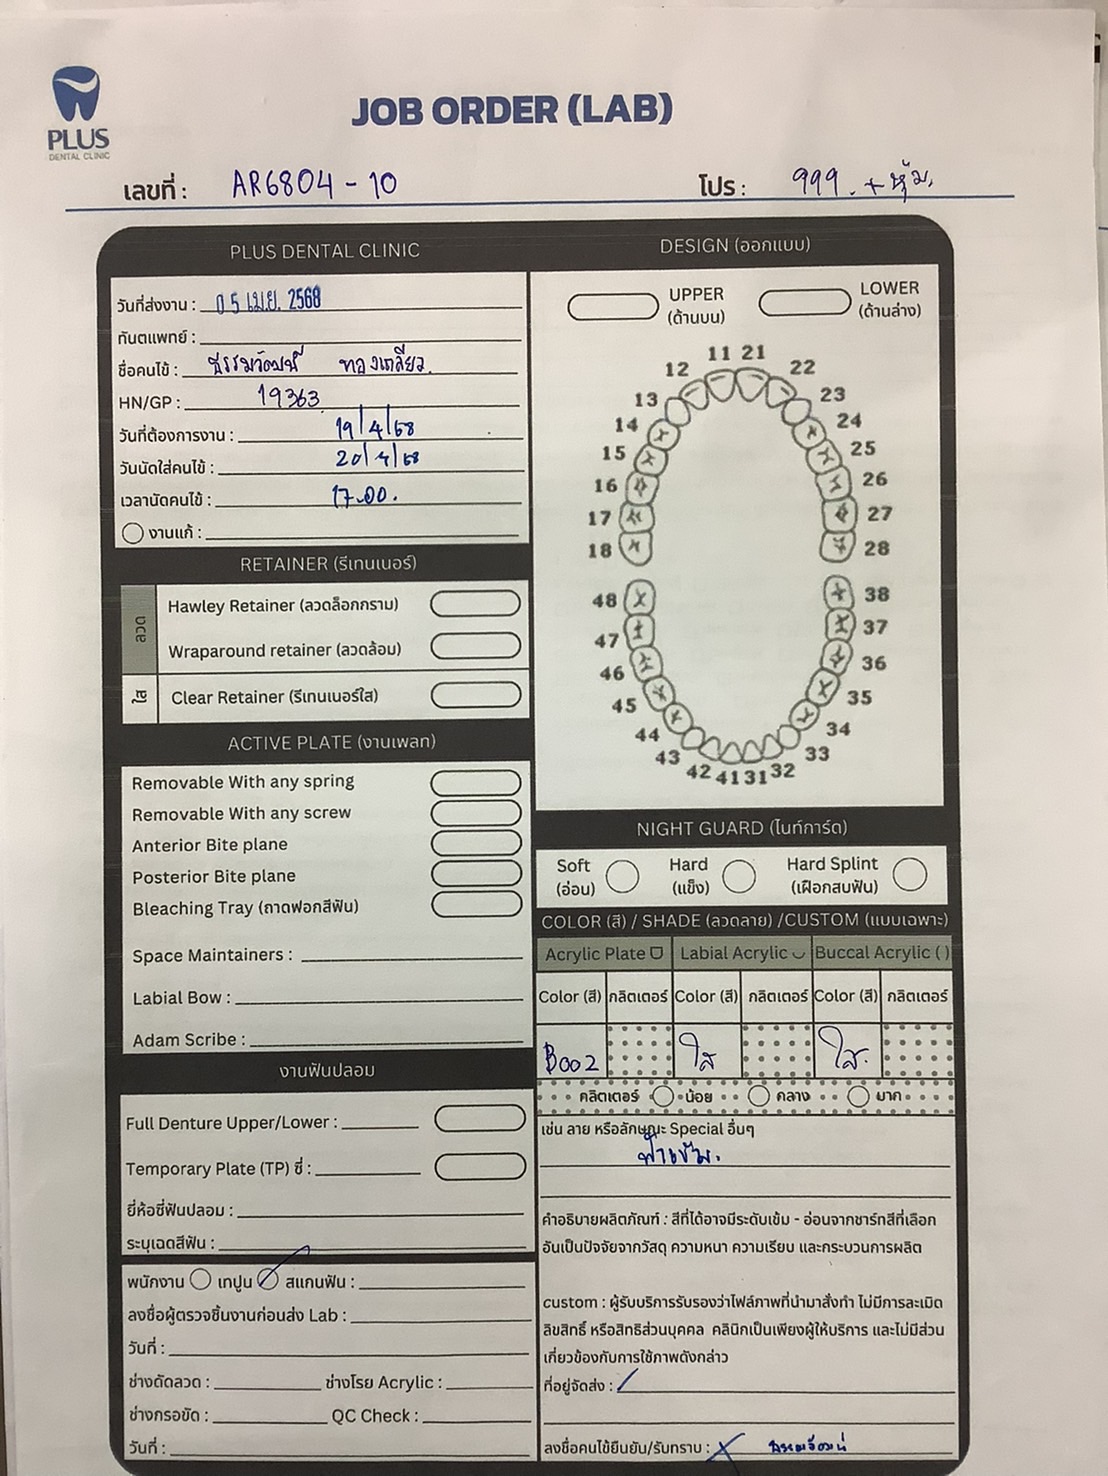 PLUS
DENTAL CLINIC
JOB ORDER (LAB)
เลขที่ : AR6804-10
โปร : 999. + หุ้ม.
PLUS DENTAL CLINIC
วันที่ส่งงาน : 05 เม.ย. 2568
ทันตแพทย์ :
ชื่อคนไข้ : ธรรมวัฒน์ ทองเกลียว.
HN/GP : 19363
วันที่ต้องการงาน : 19/4/68
วันนัดใส่คนไข้ : 20/4/68
เวลานัดคนไข้ : 17.00.
งานแก้ :
RETAINER (รีเทนเนอร์)
ลวด
Hawley Retainer (ลวดล็อกกราม)
Wraparound retainer (ลวดล้อม)
ใส
Clear Retainer (รีเทนเนอร์ใส)
ACTIVE PLATE (งานเพลท)
Removable With any spring
Removable With any screw
Anterior Bite plane
Posterior Bite plane
Bleaching Tray (ถาดฟอกสีฟัน)
Space Maintainers :
Labial Bow :
Adam Scribe :
งานฟันปลอม
Full Denture Upper/Lower :
Temporary Plate (TP) ซี่ :
ยี่ห้อซี่ฟันปลอม :
ระบุเฉดสีฟัน :
พนักงาน เทปูน สแกนฟัน :
ลงชื่อผู้ตรวจชิ้นงานก่อนส่ง Lab :
วันที่ :
ช่างดัดลวด : ช่างโรย Acrylic :
ช่างกรอขัด : QC Check :
วันที่ :
DESIGN (ออกแบบ)
UPPER LOWER
(ด้านบน) (ด้านล่าง)
11 21
12 22
13 23
14 24
15 25
16 26
17 27
18 28
48 38
47 37
46 36
45 35
44 34
43 33
42 41 31 32
NIGHT GUARD (ไนท์การ์ด)
Soft Hard Hard Splint
(อ่อน) (แข็ง) (เฝือกสบฟัน)
COLOR (สี) / SHADE (ลวดลาย) /CUSTOM (แบบเฉพาะ)
Acrylic Plate Labial Acrylic Buccal Acrylic ( )
Color (สี) กลิตเตอร์ Color (สี) กลิตเตอร์ Color (สี) กลิตเตอร์
B002 ใส ใส.
กลิตเตอร์ น้อย กลาง มาก
เช่น ลาย หรือลักษณะ Special อื่นๆ
ฟ้าเข้ม.
คำอธิบายผลิตภัณฑ์ : สีที่ได้อาจมีระดับเข้ม - อ่อนจากชาร์ทสีที่เลือก
อันเป็นปัจจัยจากวัสดุ ความหนา ความเรียบ และกระบวนการผลิต
custom : ผู้รับบริการรับรองว่าไฟล์ภาพที่นำมาสั่งทำ ไม่มีการละเมิด
ลิขสิทธิ์ หรือสิทธิส่วนบุคคล คลินิกเป็นเพียงผู้ให้บริการ และไม่มีส่วน
เกี่ยวข้องกับการใช้ภาพดังกล่าว
ที่อยู่จัดส่ง :
ลงชื่อคนไข้ยืนยัน/รับทราบ : ธรรมวัฒน์